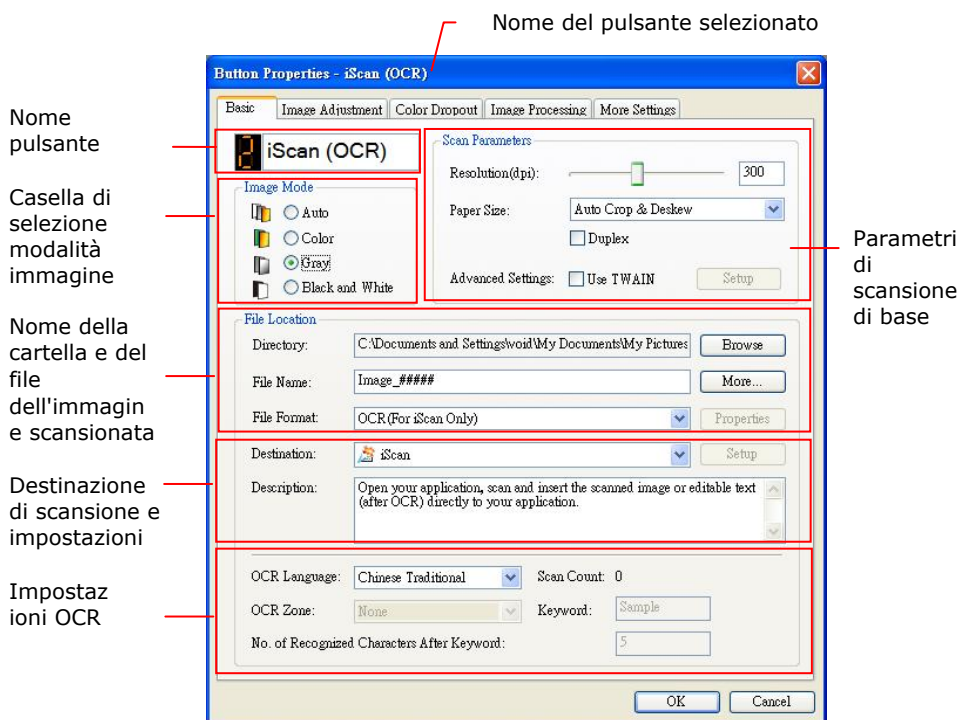 Nome del pulsante selezionato
Button Properties - iScan (OCR)
Basic Image Adjustment Color Dropout Image Processing More Settings
Nome
pulsante
iScan (OCR)
Casella di
selezione
modalità
immagine
Image Mode
Auto
Color
Gray
Black and White
Scan Parameters
Resolution(dpi): 300
Paper Size: Auto Crop & Deskew
Duplex
Advanced Settings: Use TWAIN Setup
Parametri
di
scansione
di base
Nome della
cartella e del
file
dell'immagin
e scansionata
File Location
Directory: C:\Documents and Settings\void\My Documents\My Pictures Browse
File Name: Image_##### More...
File Format: OCR(For iScan Only) Properties
Destinazione
di scansione e
impostazioni
Destination: iScan Setup
Description: Open your application, scan and insert the scanned image or editable text
(after OCR) directly to your application.
Impostaz
ioni OCR
OCR Language: Chinese Traditional Scan Count: 0
OCR Zone: None Keyword: Sample
No. of Recognized Characters After Keyword: 5
OK Cancel